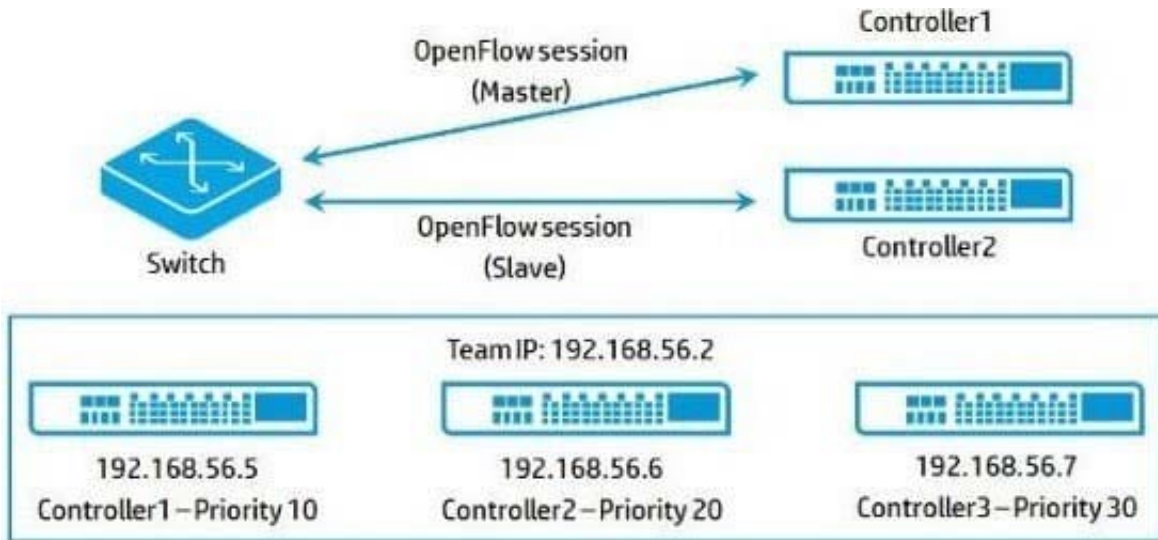 Controller1
OpenFlow session
(Master)
OpenFlow session
(Slave)
Switch
Controller2
Team IP: 192.168.56.2
192.168.56.5
Controller1 – Priority 10
192.168.56.6
Controller2 – Priority 20
192.168.56.7
Controller3 – Priority 30